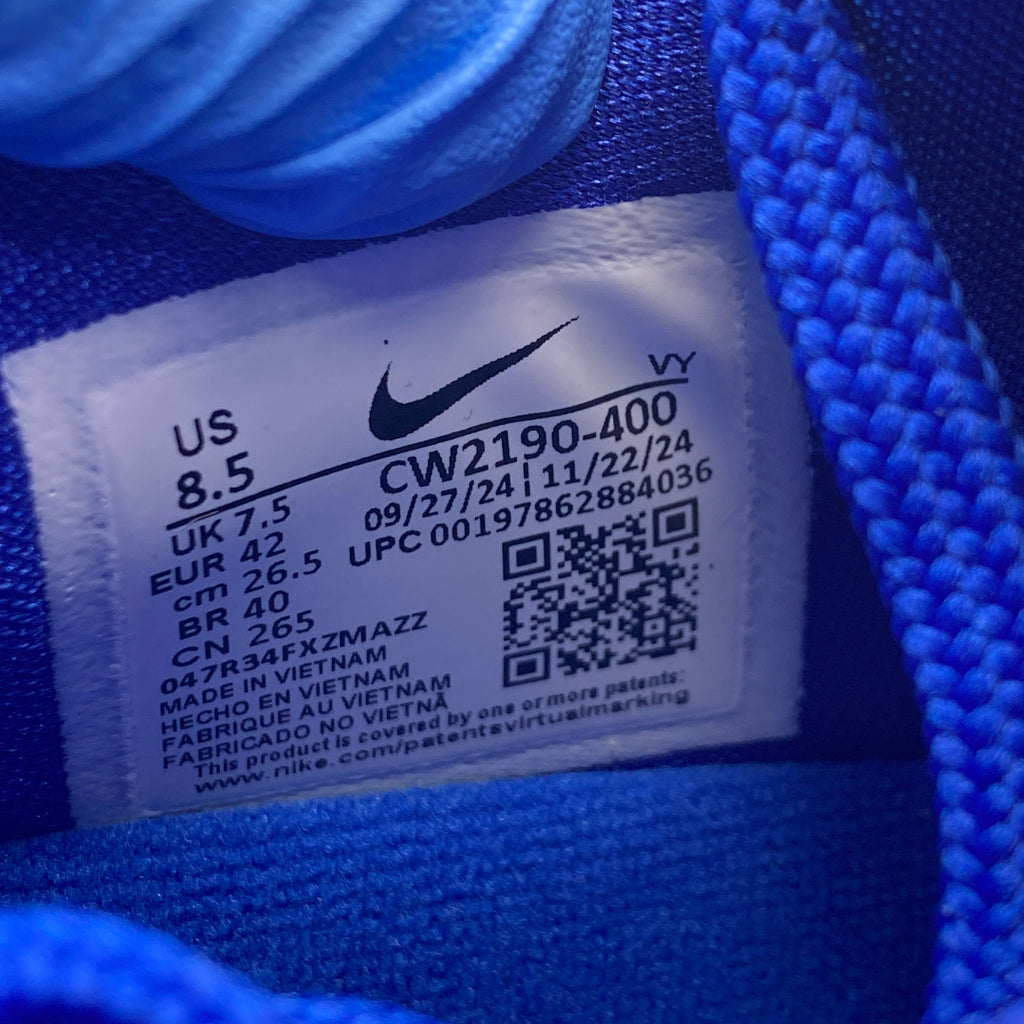 VY
US
8.5
CW2190-400
UK 7.5
09/27/24 | 11/22/24
EUR 42
UPC 00197862884036
cm 26.5
BR 40
CN 265
047R34FXZMAZZ
MADE IN VIETNAM
HECHO EN VIETNAM
FABRIQUE AU VIETNAM
FABRICADO NO VIETNÃ
This product is covered by one or more patents:
www.nike.com/patentsvirtualmarking